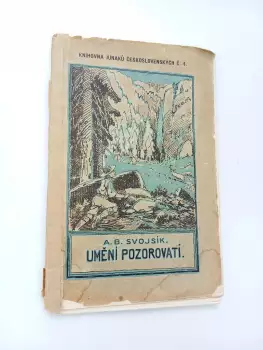 KNIHOVNA JUNÁKŮ ČESKOSLOVENSKÝCH Č. 4.
A. B. SVOJSÍK.
UMĚNÍ POZOROVATI.